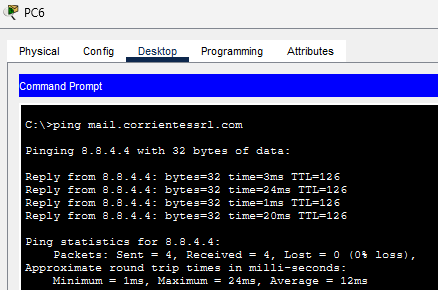 PC6
Physical Config Desktop Programming Attributes
Command Prompt
C:\>ping mail.corrientessrl.com
Pinging 8.8.4.4 with 32 bytes of data:
Reply from 8.8.4.4: bytes=32 time=3ms TTL=126
Reply from 8.8.4.4: bytes=32 time=24ms TTL=126
Reply from 8.8.4.4: bytes=32 time=1ms TTL=126
Reply from 8.8.4.4: bytes=32 time=20ms TTL=126
Ping statistics for 8.8.4.4:
Packets: Sent = 4, Received = 4, Lost = 0 (0% loss),
Approximate round trip times in milli-seconds:
Minimum = 1ms, Maximum = 24ms, Average = 12ms